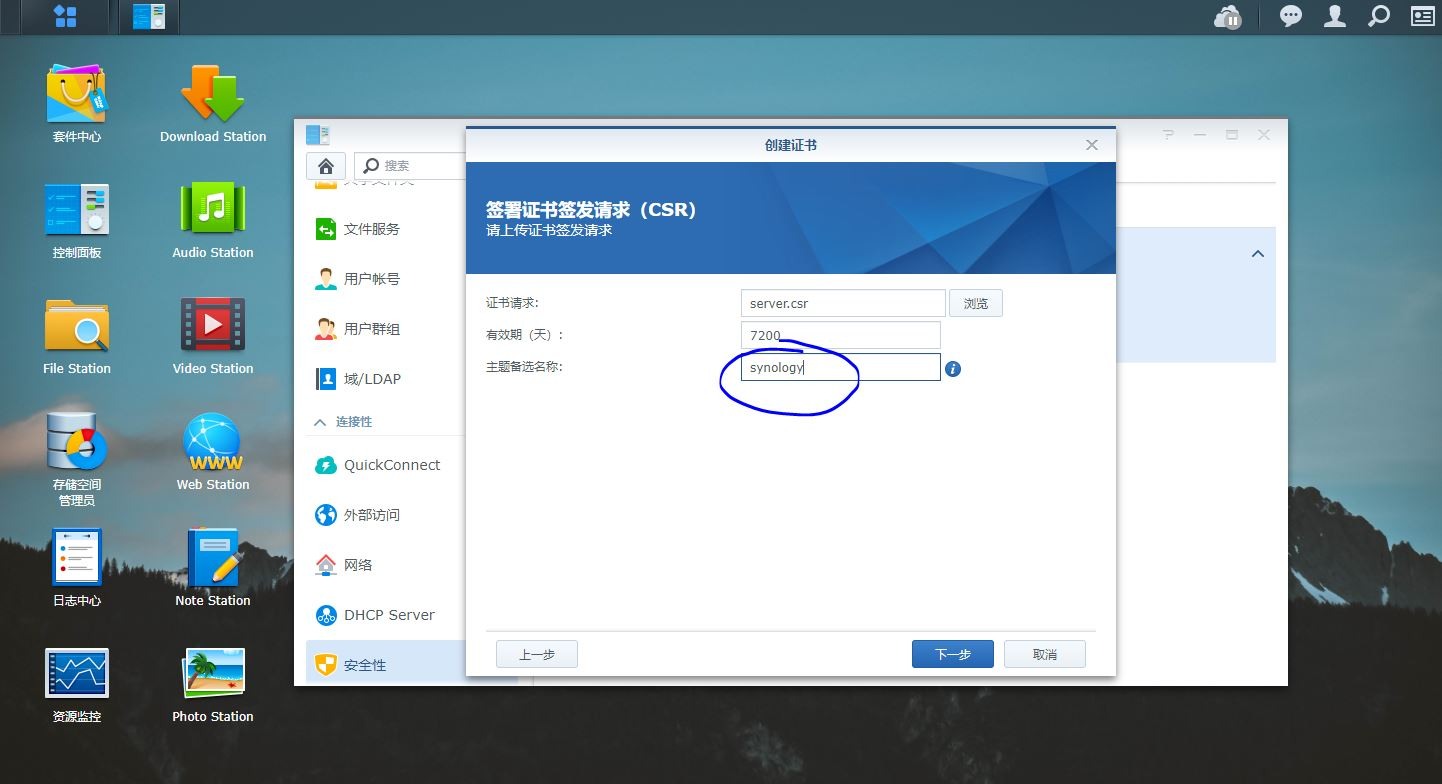 套件中心
Download Station
控制面板
Audio Station
File Station
Video Station
存储空间
管理员
WWW
Web Station
日志中心
Note Station
资源监控
Photo Station
搜索
共享文件夹
文件服务
用户帐号
用户群组
域/LDAP
连接性
QuickConnect
外部访问
网络
DHCP Server
安全性
创建证书
签署证书签发请求（CSR）
请上传证书签发请求
证书请求:
server.csr
浏览
有效期（天）:
7200
主题备选名称:
synology
上一步
下一步
取消